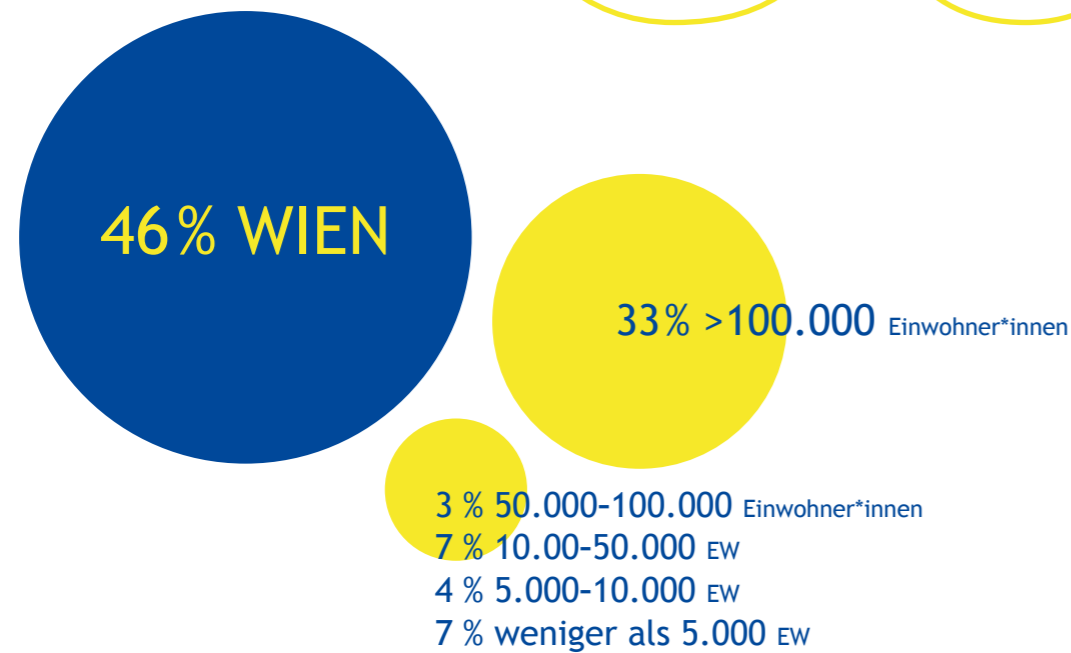 46 % WIEN
33 % >100.000 Einwohner*innen
3 % 50.000-100.000 Einwohner*innen
7 % 10.00-50.000 EW
4 % 5.000-10.000 EW
7 % weniger als 5.000 EW